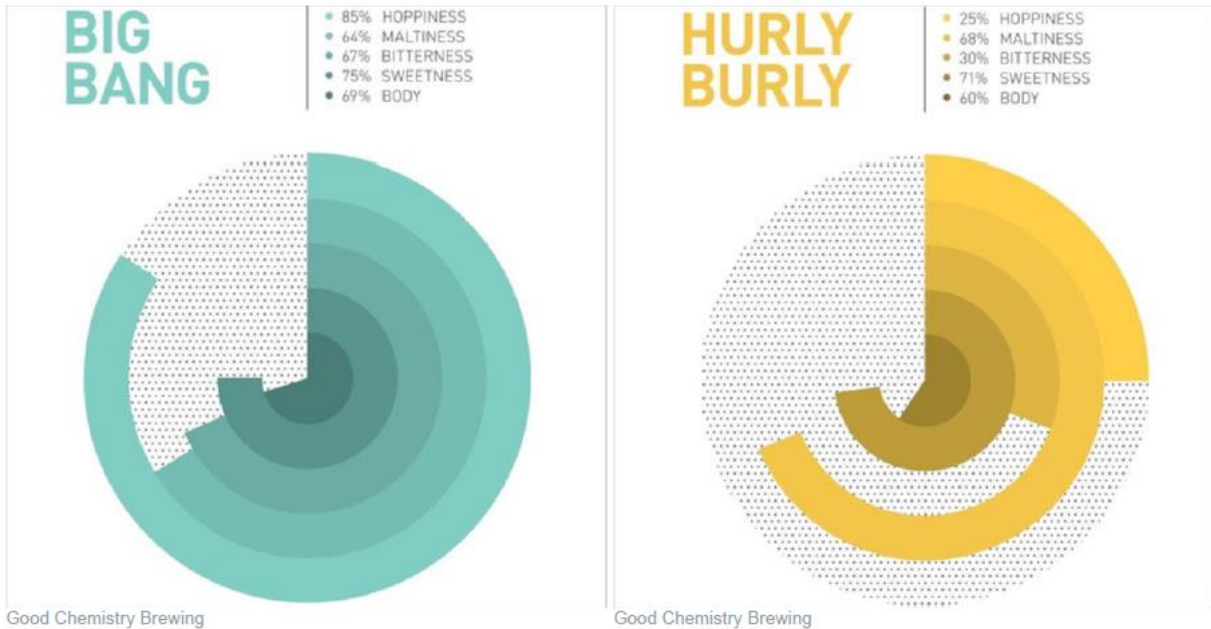 BIG
BANG
85% HOPPINESS
64% MALTINESS
67% BITTERNESS
75% SWEETNESS
69% BODY
HURLY
BURLY
25% HOPPINESS
68% MALTINESS
30% BITTERNESS
71% SWEETNESS
60% BODY
Good Chemistry Brewing
Good Chemistry Brewing